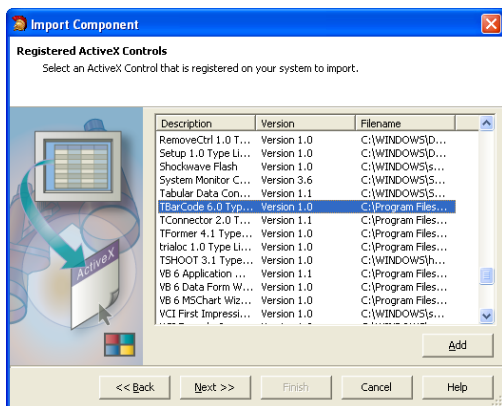 Import Component
Registered ActiveX Controls
Select an ActiveX Control that is registered on your system to import.
Description Version Filename
RemoveCtrl 1.0 T... Version 1.0 C:\WINDOWS\D...
Setup 1.0 Type Li... Version 1.0 C:\WINDOWS\D...
Shockwave Flash Version 1.0 C:\WINDOWS\s...
System Monitor C... Version 3.6 C:\WINDOWS\S...
Tabular Data Con... Version 1.1 C:\WINDOWS\s...
TBarCode 6.0 Typ... Version 1.0 C:\Program Files...
TConnector 2.0 T... Version 1.1 C:\Program Files...
TFormer 4.1 Type... Version 1.0 C:\Program Files...
trialoc 1.0 Type Li... Version 1.0 C:\Program Files...
TSHOOT 3.1 Type... Version 1.0 C:\WINDOWS\h...
VB 6 Application ... Version 1.1 C:\Program Files...
VB 6 Data Form W... Version 1.0 C:\Program Files...
VB 6 MSChart Wiz... Version 1.0 C:\Program Files...
VCI First Impressi... Version 1.0 C:\WINDOWS\s...
ActiveX
Add
<< Back Next >> Finish Cancel Help